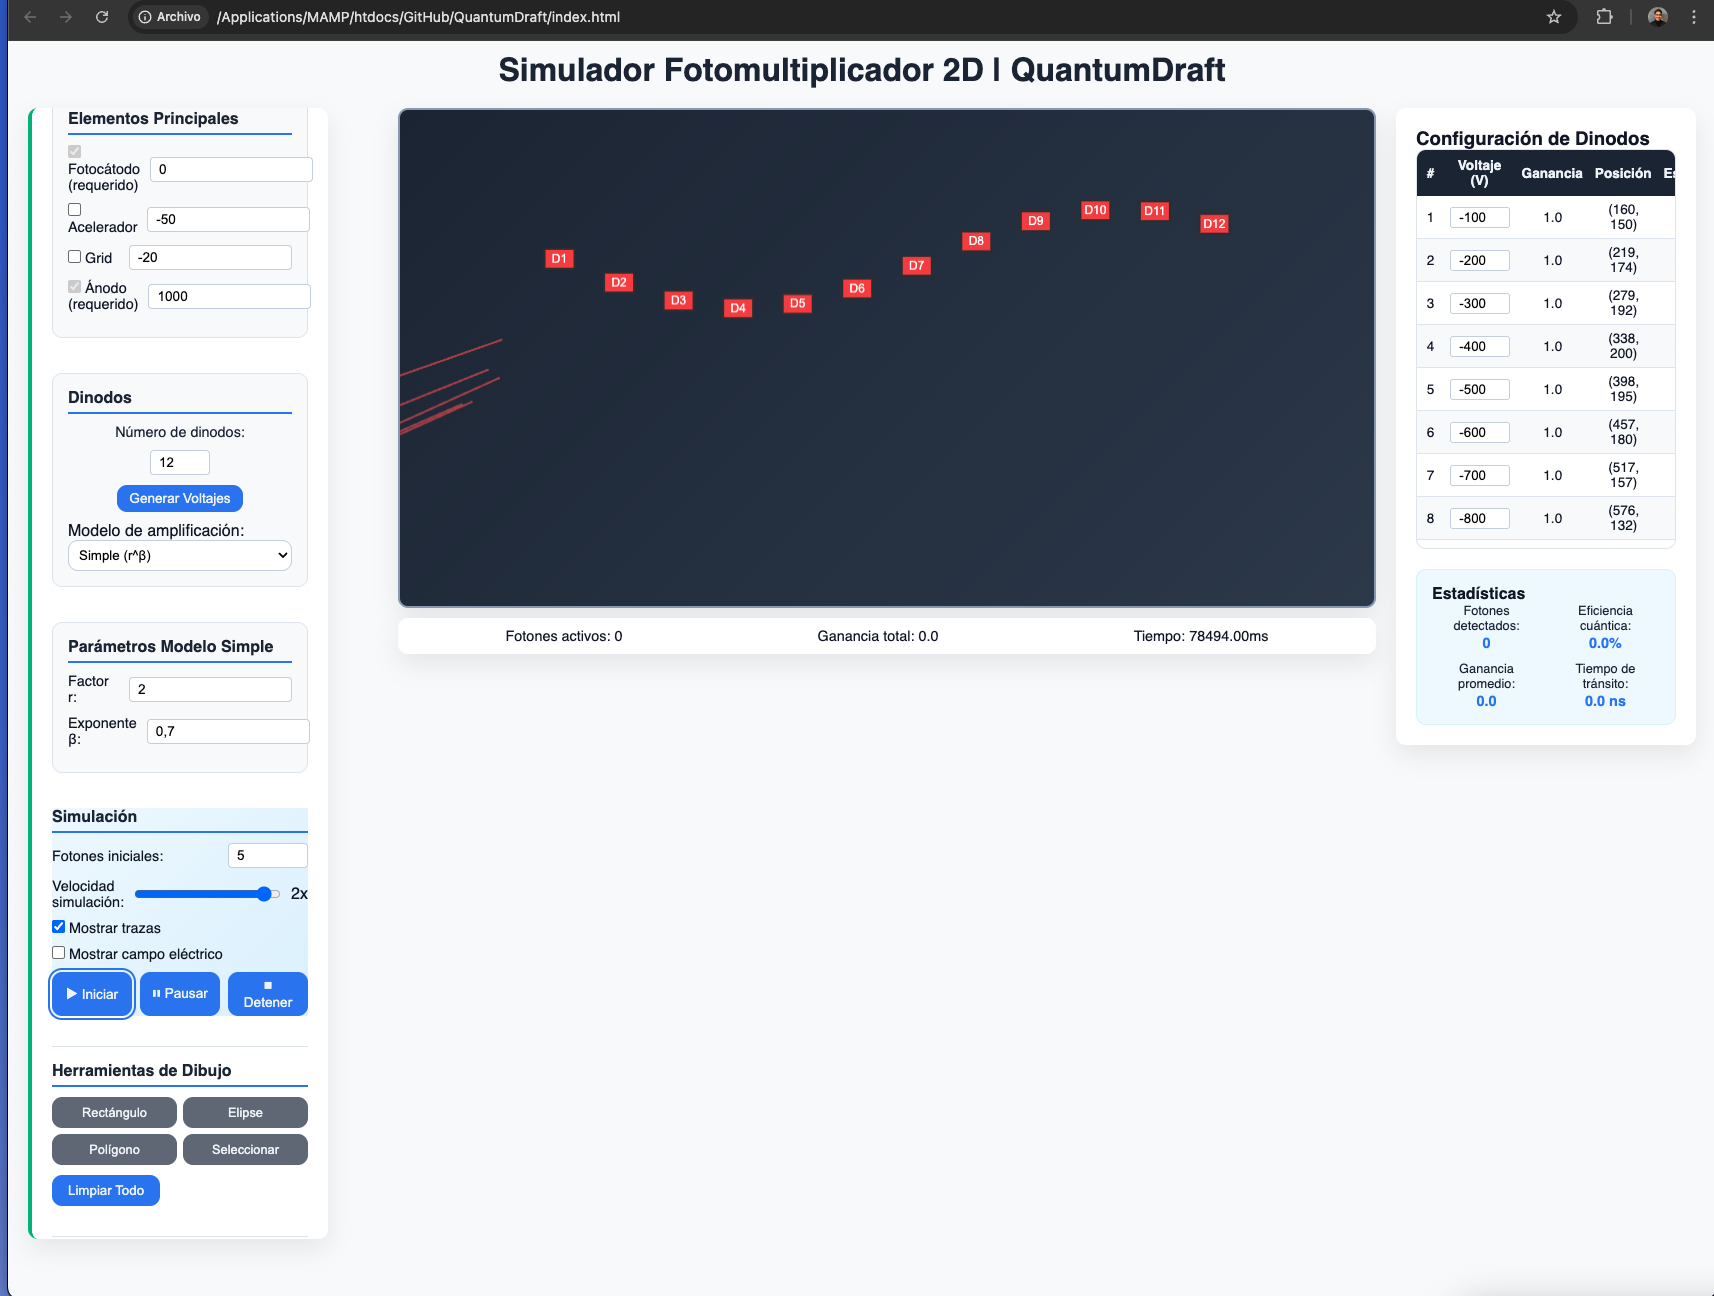 Archivo
/Applications/MAMP/htdocs/GitHub/QuantumDraft/index.html
Simulador Fotomultiplicador 2D | QuantumDraft
Elementos Principales
Fotocátodo
(requerido)
0
Acelerador
-50
Grid
-20
Ánodo
(requerido)
1000
Dinodos
Número de dinodos:
12
Generar Voltajes
Modelo de amplificación:
Simple (r^β)
Parámetros Modelo Simple
Factor
r:
2
Exponente
β:
0,7
Simulación
Fotones iniciales:
5
Velocidad
simulación:
2x
Mostrar trazas
Mostrar campo eléctrico
Iniciar
Pausar
Detener
Herramientas de Dibujo
Rectángulo Elipse
Polígono Seleccionar
Limpiar Todo
D1
D2
D3
D4
D5
D6
D7
D8
D9
D10
D11
D12
Fotones activos: 0 Ganancia total: 0.0 Tiempo: 78494.00ms
Configuración de Dinodos
# Voltaje (V) Ganancia Posición Es
1 -100 1.0 (160, 150)
2 -200 1.0 (219, 174)
3 -300 1.0 (279, 192)
4 -400 1.0 (338, 200)
5 -500 1.0 (398, 195)
6 -600 1.0 (457, 180)
7 -700 1.0 (517, 157)
8 -800 1.0 (576, 132)
Estadísticas
Fotones
detectados:
0
Eficiencia
cuántica:
0.0%
Ganancia
promedio:
0.0
Tiempo de
tránsito:
0.0 ns